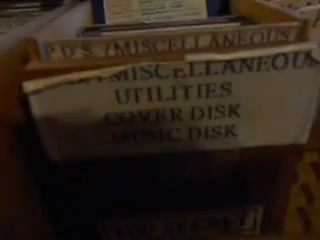 P.D'S / MISCELLANEOUS
/ MISCELLANEOUS
UTILITIES
COVER DISK
MUSIC DISK